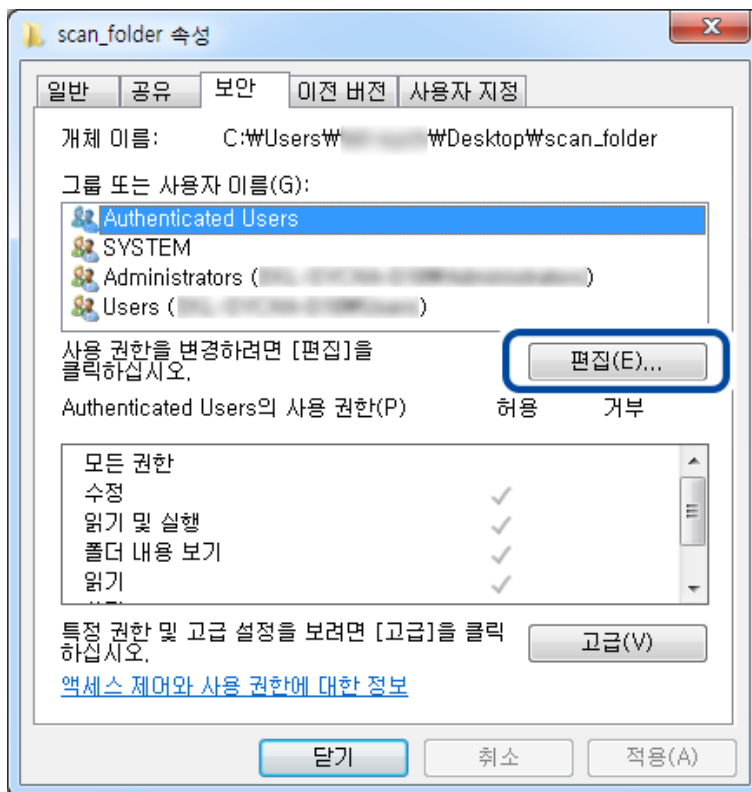 scan_folder 속성
일반 공유 보안 이전 버전 사용자 지정
개체 이름: C:₩Users₩ ₩Desktop₩scan_folder
그룹 또는 사용자 이름(G):
Authenticated Users
SYSTEM
Administrators ( )
Users ( )
사용 권한을 변경하려면 [편집]을
클릭하십시오.
편집(E)...
Authenticated Users의 사용 권한(P) 허용 거부
모든 권한
수정
읽기 및 실행
폴더 내용 보기
읽기
특정 권한 및 고급 설정을 보려면 [고급]을 클릭
하십시오.
고급(V)
액세스 제어와 사용 권한에 대한 정보
닫기 취소 적용(A)